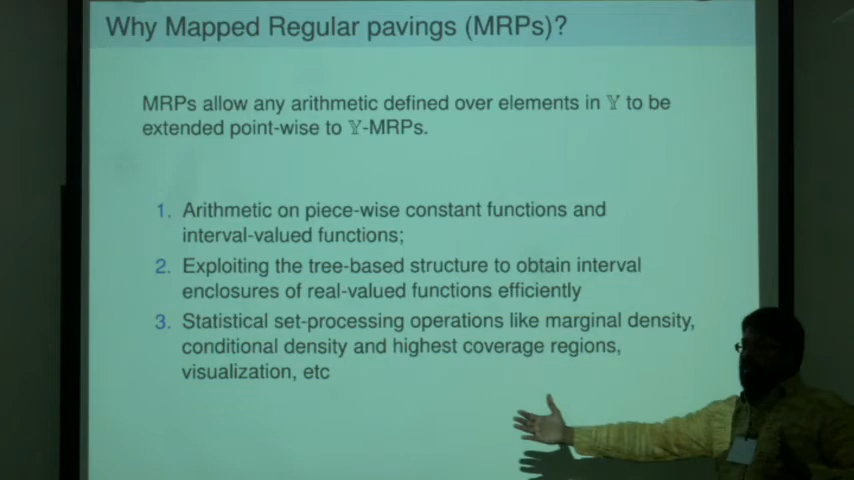 Why Mapped Regular pavings (MRPs)?
MRPs allow any arithmetic defined over elements in 𝕐 to be
extended point-wise to 𝕐-MRPs.
1. Arithmetic on piece-wise constant functions and
interval-valued functions;
2. Exploiting the tree-based structure to obtain interval
enclosures of real-valued functions efficiently
3. Statistical set-processing operations like marginal density,
conditional density and highest coverage regions,
visualization, etc